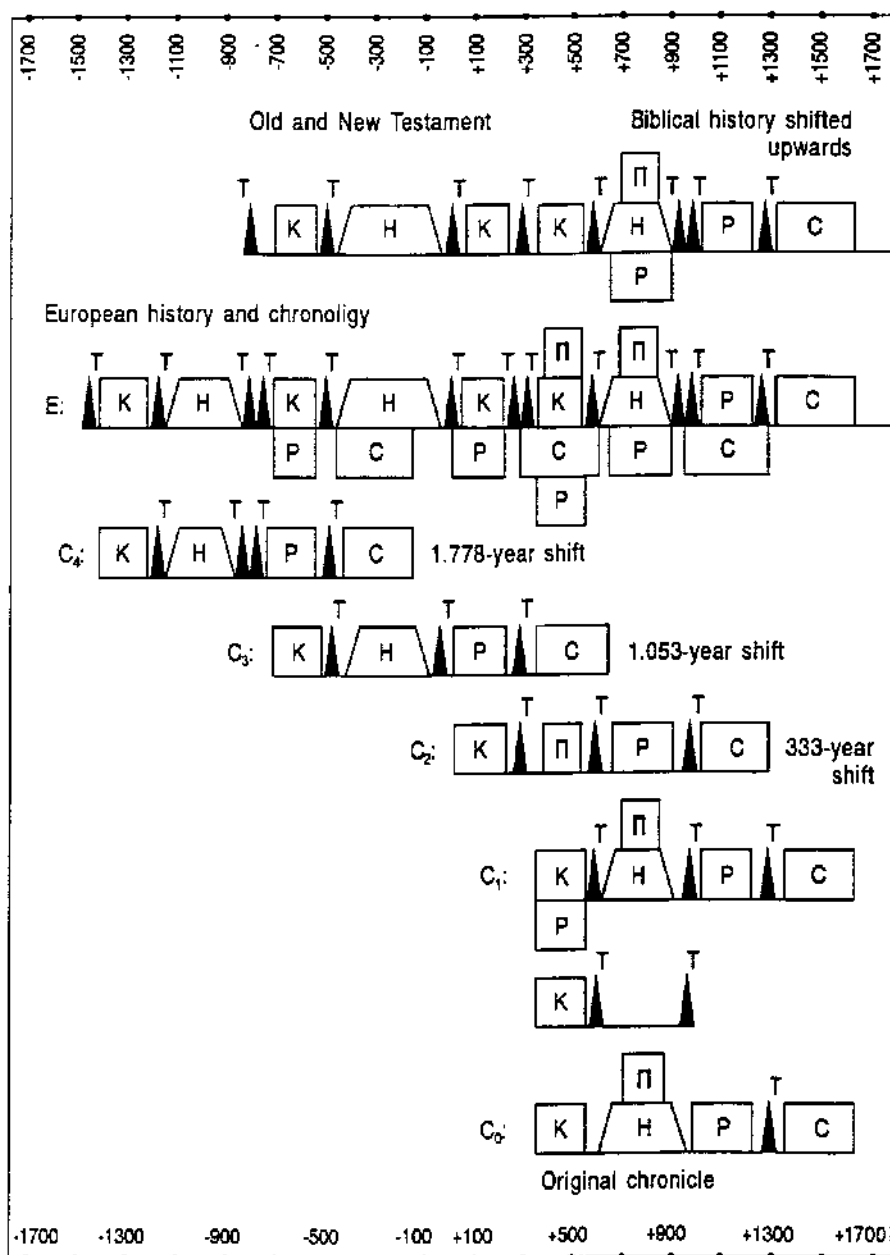 -1700 -1300 -1100 -900 -700 -500 -300 -100 +100 +300 +500 +700 +900 +1100 +1300 +1700
Old and New Testament
Biblical history shifted
upwards
П
T T T T T T T T
К Н К К Н Р С
Р
European history and chronoligy
П П
T T T T T T T T T T T T
E: К Н К Н К К Н Р С
Р С Р С Р С
Р
T T T T
C₄: К Н Р С 1.778-year shift
T T T
C₃: К Н Р С 1.053-year shift
T T T
C₂: К П Р С 333-year
shift
П
T T T
C₁: К Н Р С
Р
T T
К
П
T
C₀: К Н Р С
Original chronicle
-1700 -1300 -900 -500 -100 +100 +500 +900 +1300 +1700